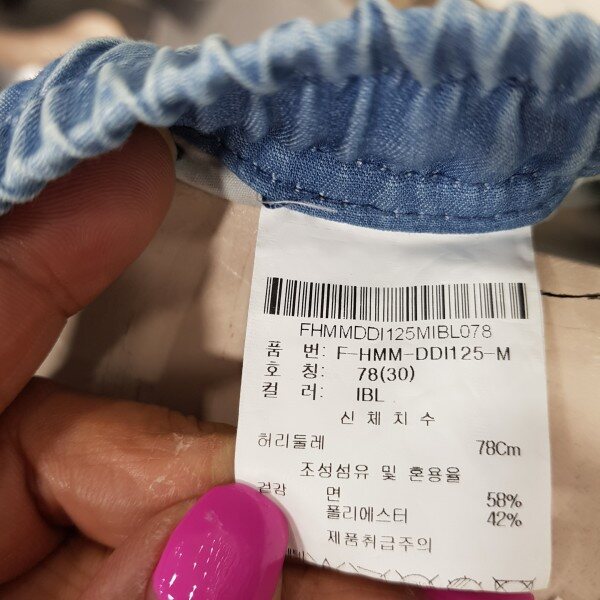 FHMMDDI125MIBL078
품 번: F-HMM-DDI125-M
호 칭: 78(30)
컬 러: IBL
신 체 치 수
허리둘레 78Cm
조성섬유 및 혼용율
겉감 면 58%
폴리에스터 42%
제품취급주의